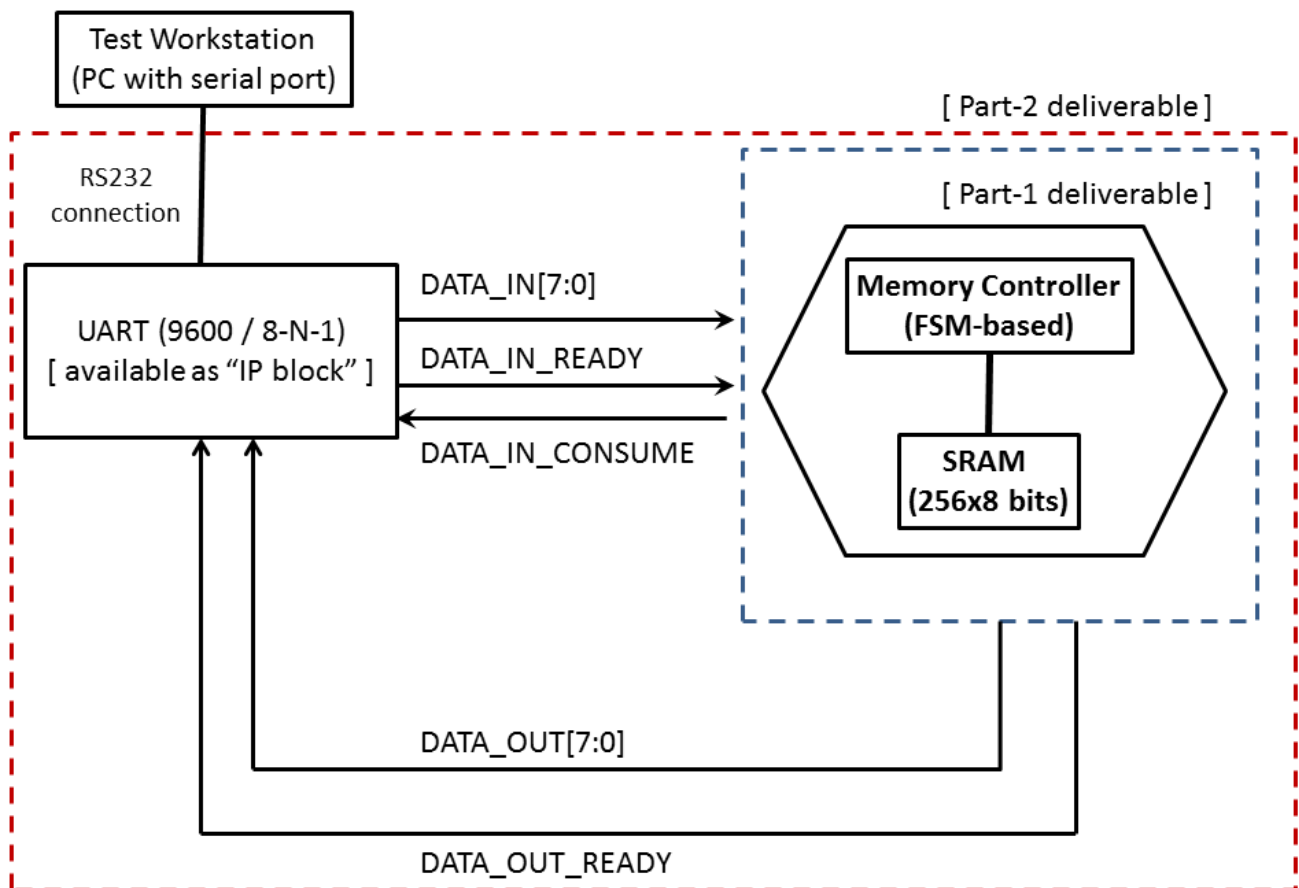 Test Workstation
(PC with serial port)
[ Part-2 deliverable ]
RS232
connection
[ Part-1 deliverable ]
UART (9600 / 8-N-1)
[ available as “IP block” ]
DATA_IN[7:0]
DATA_IN_READY
DATA_IN_CONSUME
Memory Controller
(FSM-based)
SRAM
(256x8 bits)
DATA_OUT[7:0]
DATA_OUT_READY